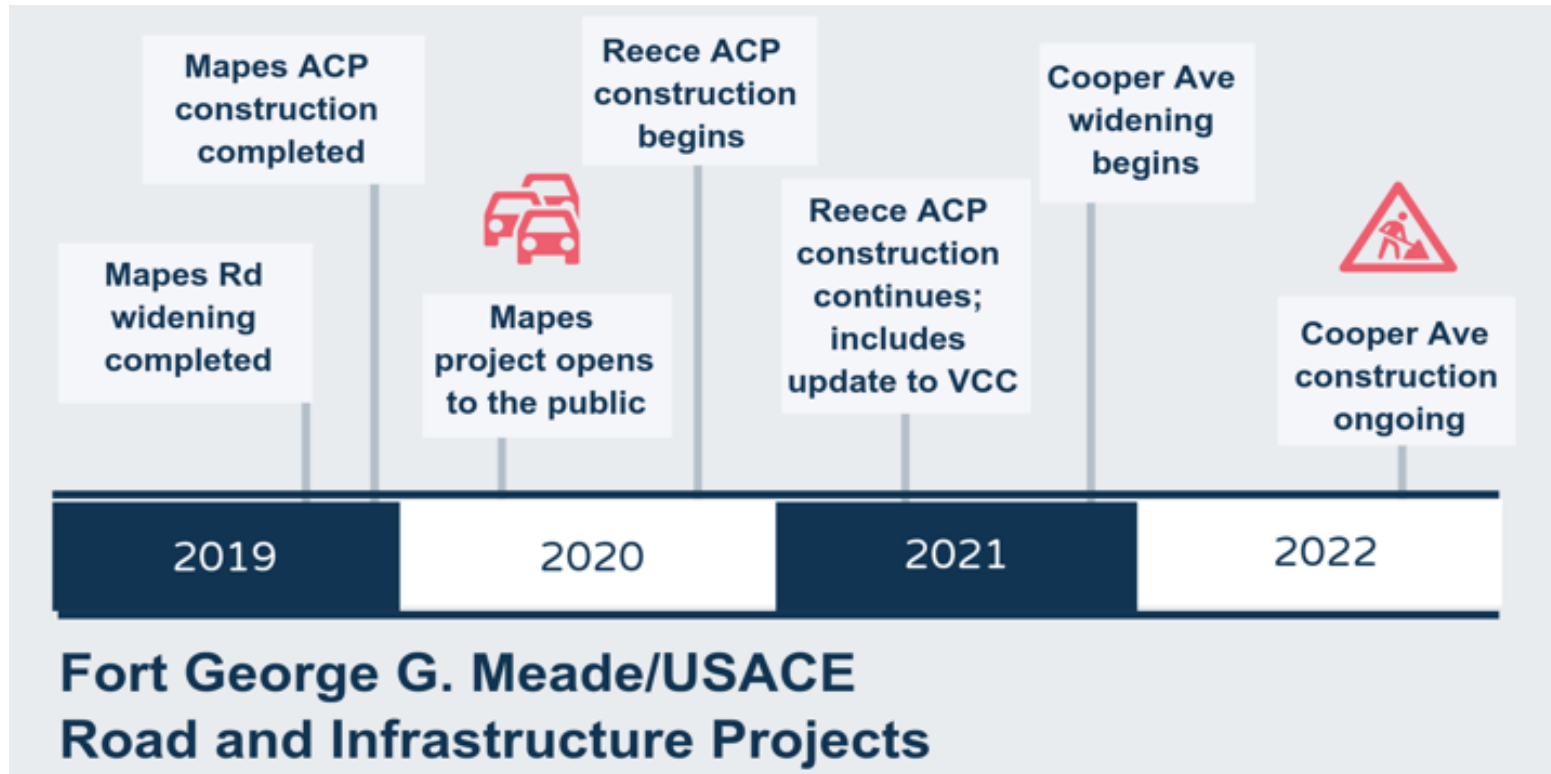 Mapes ACP
construction
completed
Reece ACP
construction
begins
Cooper Ave
widening
begins
Mapes Rd
widening
completed
Mapes
project opens
to the public
Reece ACP
construction
continues;
includes
update to VCC
Cooper Ave
construction
ongoing
2019
2020
2021
2022
Fort George G. Meade/USACE
Road and Infrastructure Projects